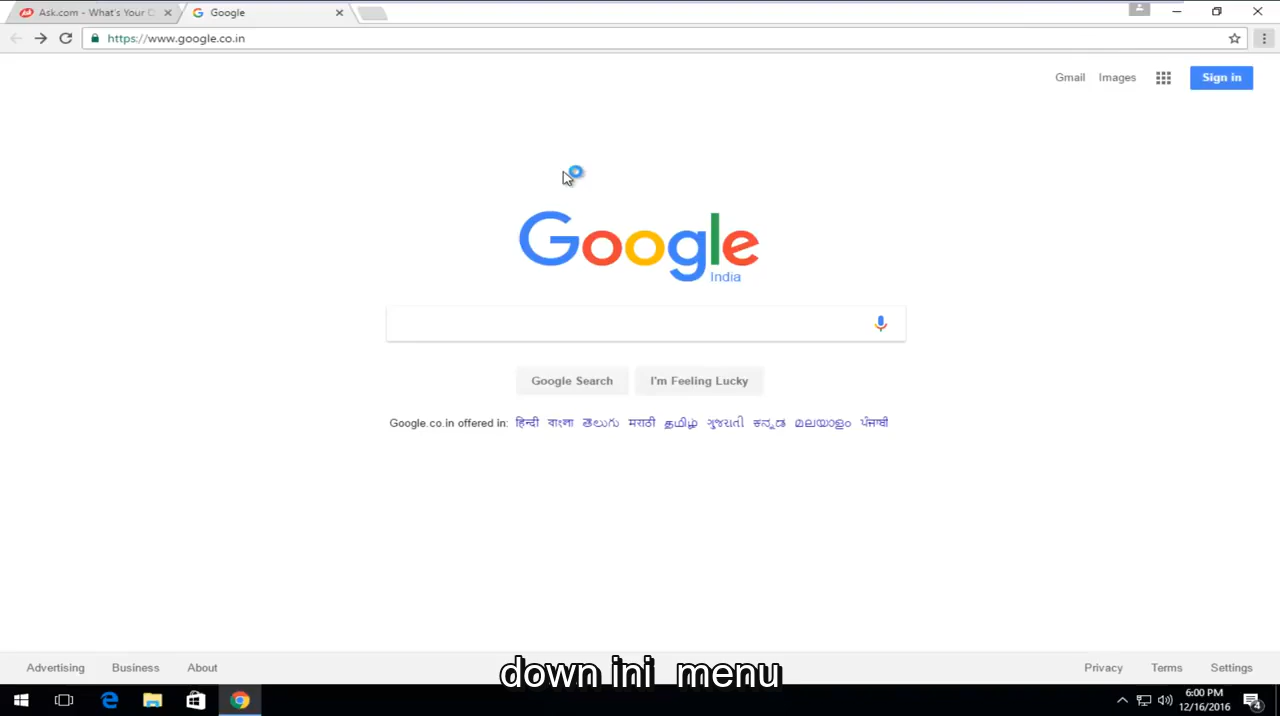 Ask.com - What's Your
Google
https://www.google.co.in
Gmail Images Sign in
Google
India
Google Search I'm Feeling Lucky
Google.co.in offered in: हिन्दी বাংলা తెలుగు मराठी தமிழ் ગુજરાતી ಕನ್ನಡ മലയാളം ਪੰਜਾਬੀ
Advertising Business About Privacy Terms Settings
down ini menu
6:00 PM
12/16/2016
4